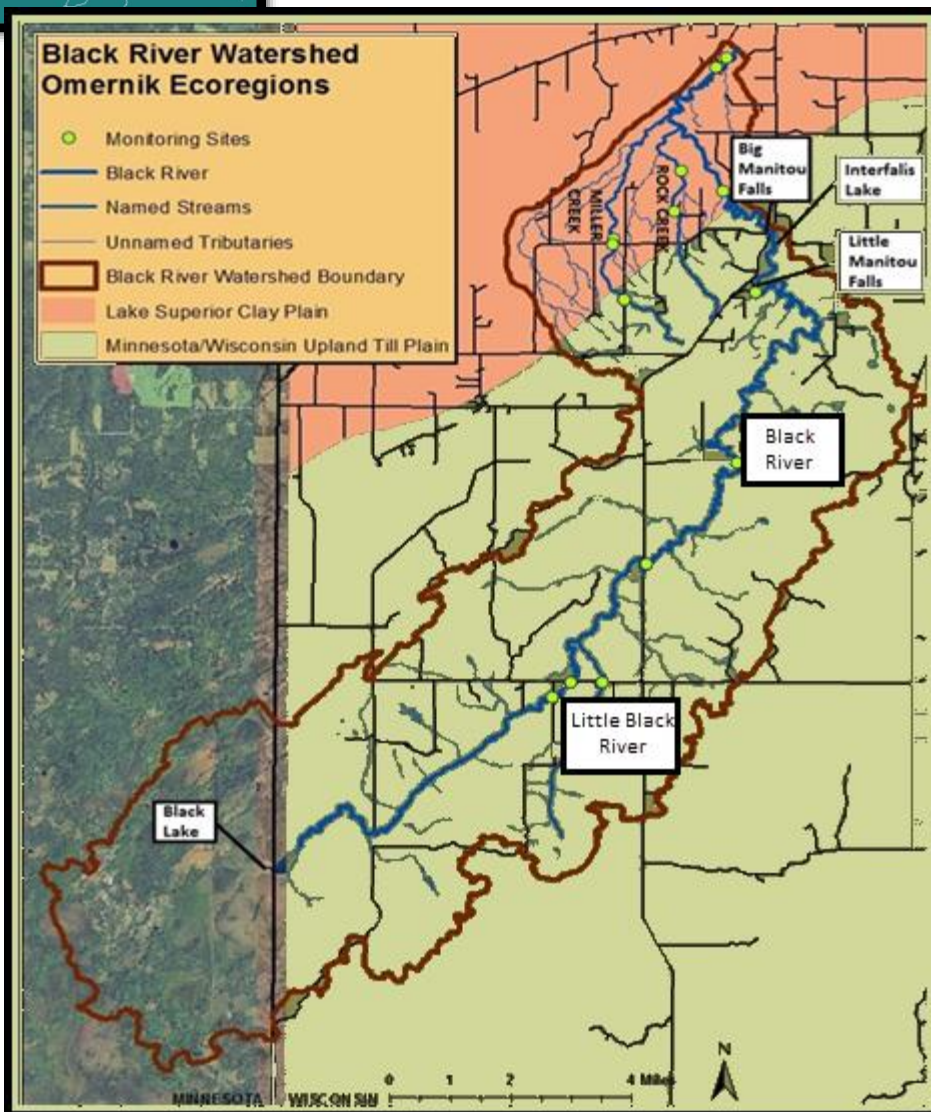 Black River Watershed
Omernik Ecoregions
Monitoring Sites
Black River
Named Streams
Unnamed Tributaries
Black River Watershed Boundary
Lake Superior Clay Plain
Minnesota/Wisconsin Upland Till Plain
Big
Manitou
Falls
Interfalls
Lake
Little
Manitou
Falls
MILLER
CREEK
ROCK CREEK
Black
River
Little Black
River
Black
Lake
N
0 1 2 4 Miles
MINNESOTA WISCONSIN